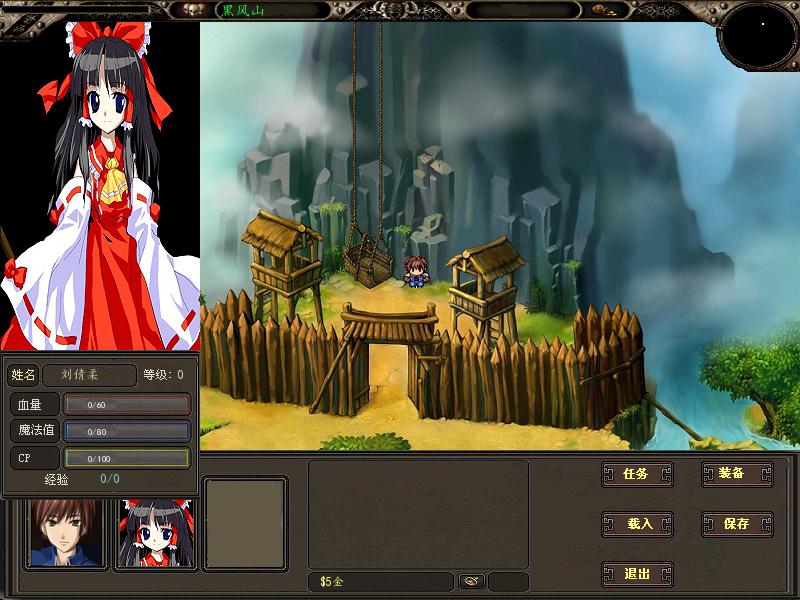 黑风山
姓名 刘倩柔 等级: 0
血量 0/60
魔法值 0/80
CP 0/100
经验 0/0
任务 装备
载入 保存
$5金
退出